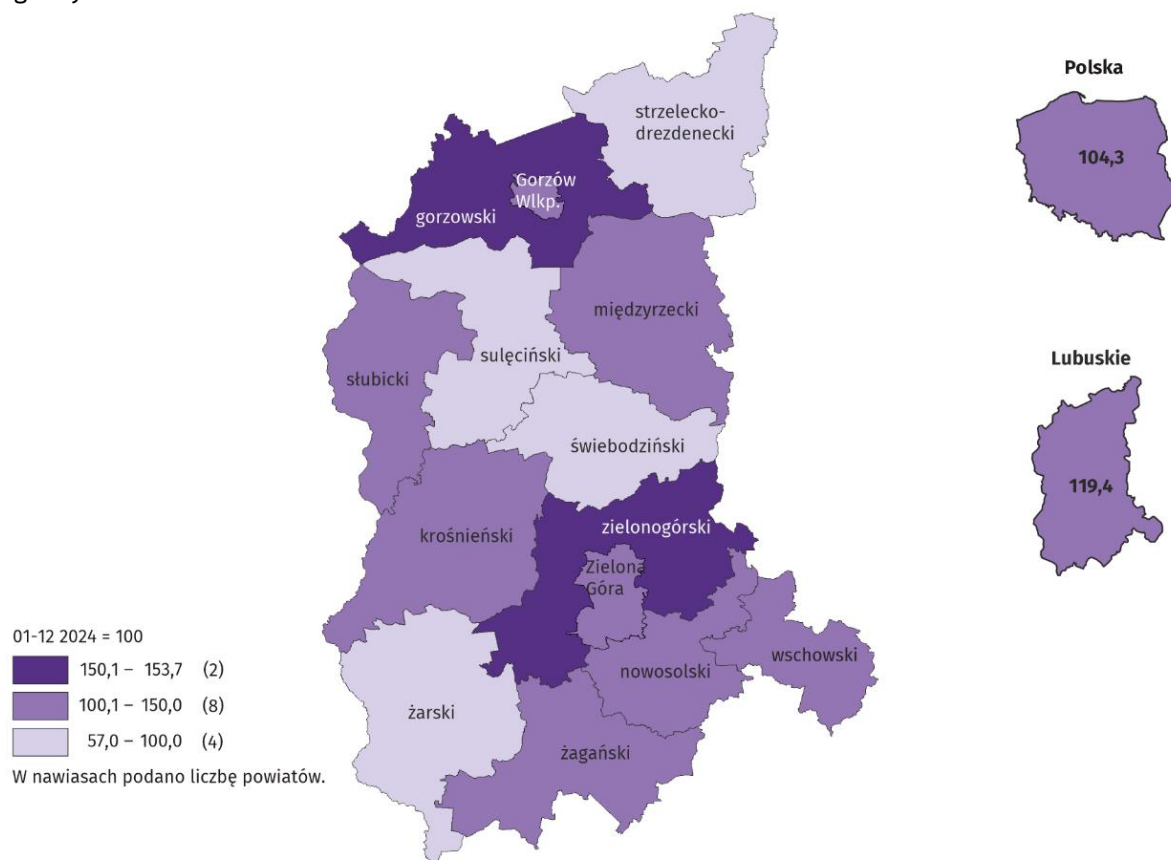 strzelecko-
drezdenecki
Gorzów
Wlkp.
gorzowski
międzyrzecki
sulęciński
słubicki
świebodziński
zielonogórski
krośnieński
Zielona
Góra
wschowski
nowosolski
żarski
żagański
Polska
104,3
Lubuskie
119,4
01-12 2024 = 100
150,1 – 153,7 (2)
100,1 – 150,0 (8)
57,0 – 100,0 (4)
W nawiasach podano liczbę powiatów.